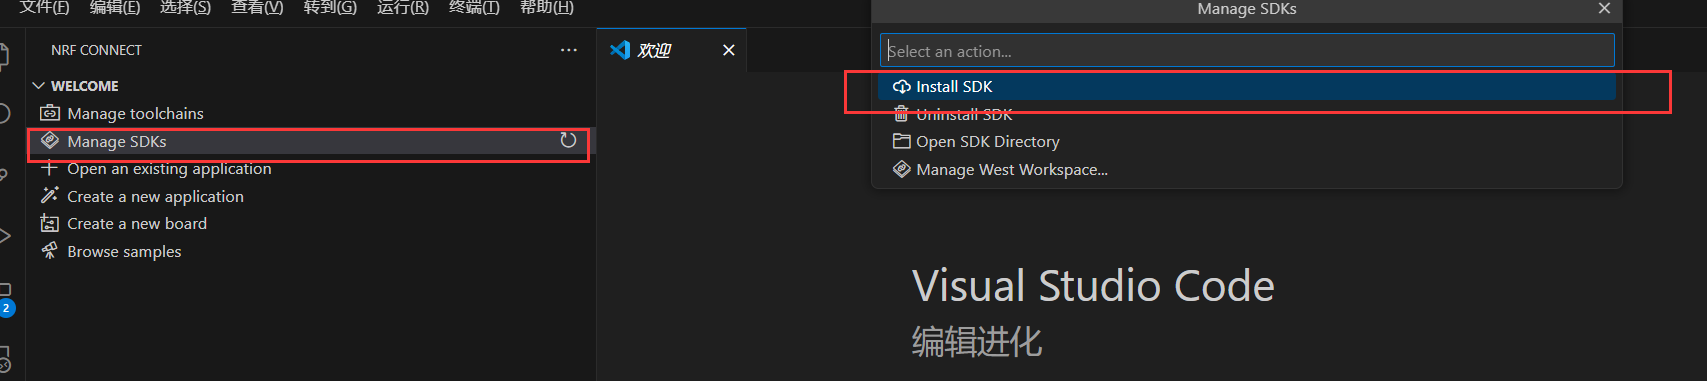 文件(F) 编辑(E) 选择(S) 查看(V) 转到(G) 运行(R) 终端(T) 帮助(H)
NRF CONNECT
WELCOME
Manage toolchains
Manage SDKs
Open an existing application
Create a new application
Create a new board
Browse samples
2
欢迎
Manage SDKs
Select an action...
Install SDK
Uninstall SDK
Open SDK Directory
Manage West Workspace...
Visual Studio Code
编辑进化